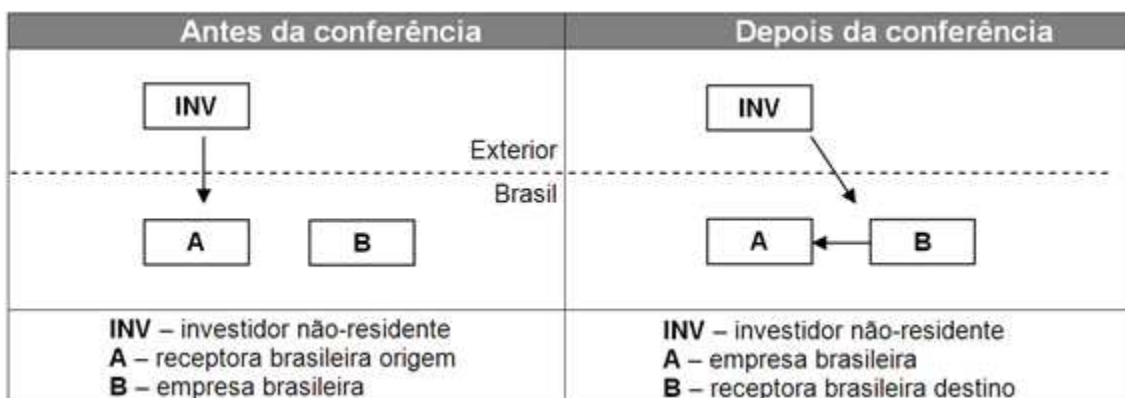 Antes da conferência
Depois da conferência
INV
Exterior
Brasil
A
B
INV
A
B
INV – investidor não-residente
A – receptora brasileira origem
B – empresa brasileira
INV – investidor não-residente
A – empresa brasileira
B – receptora brasileira destino